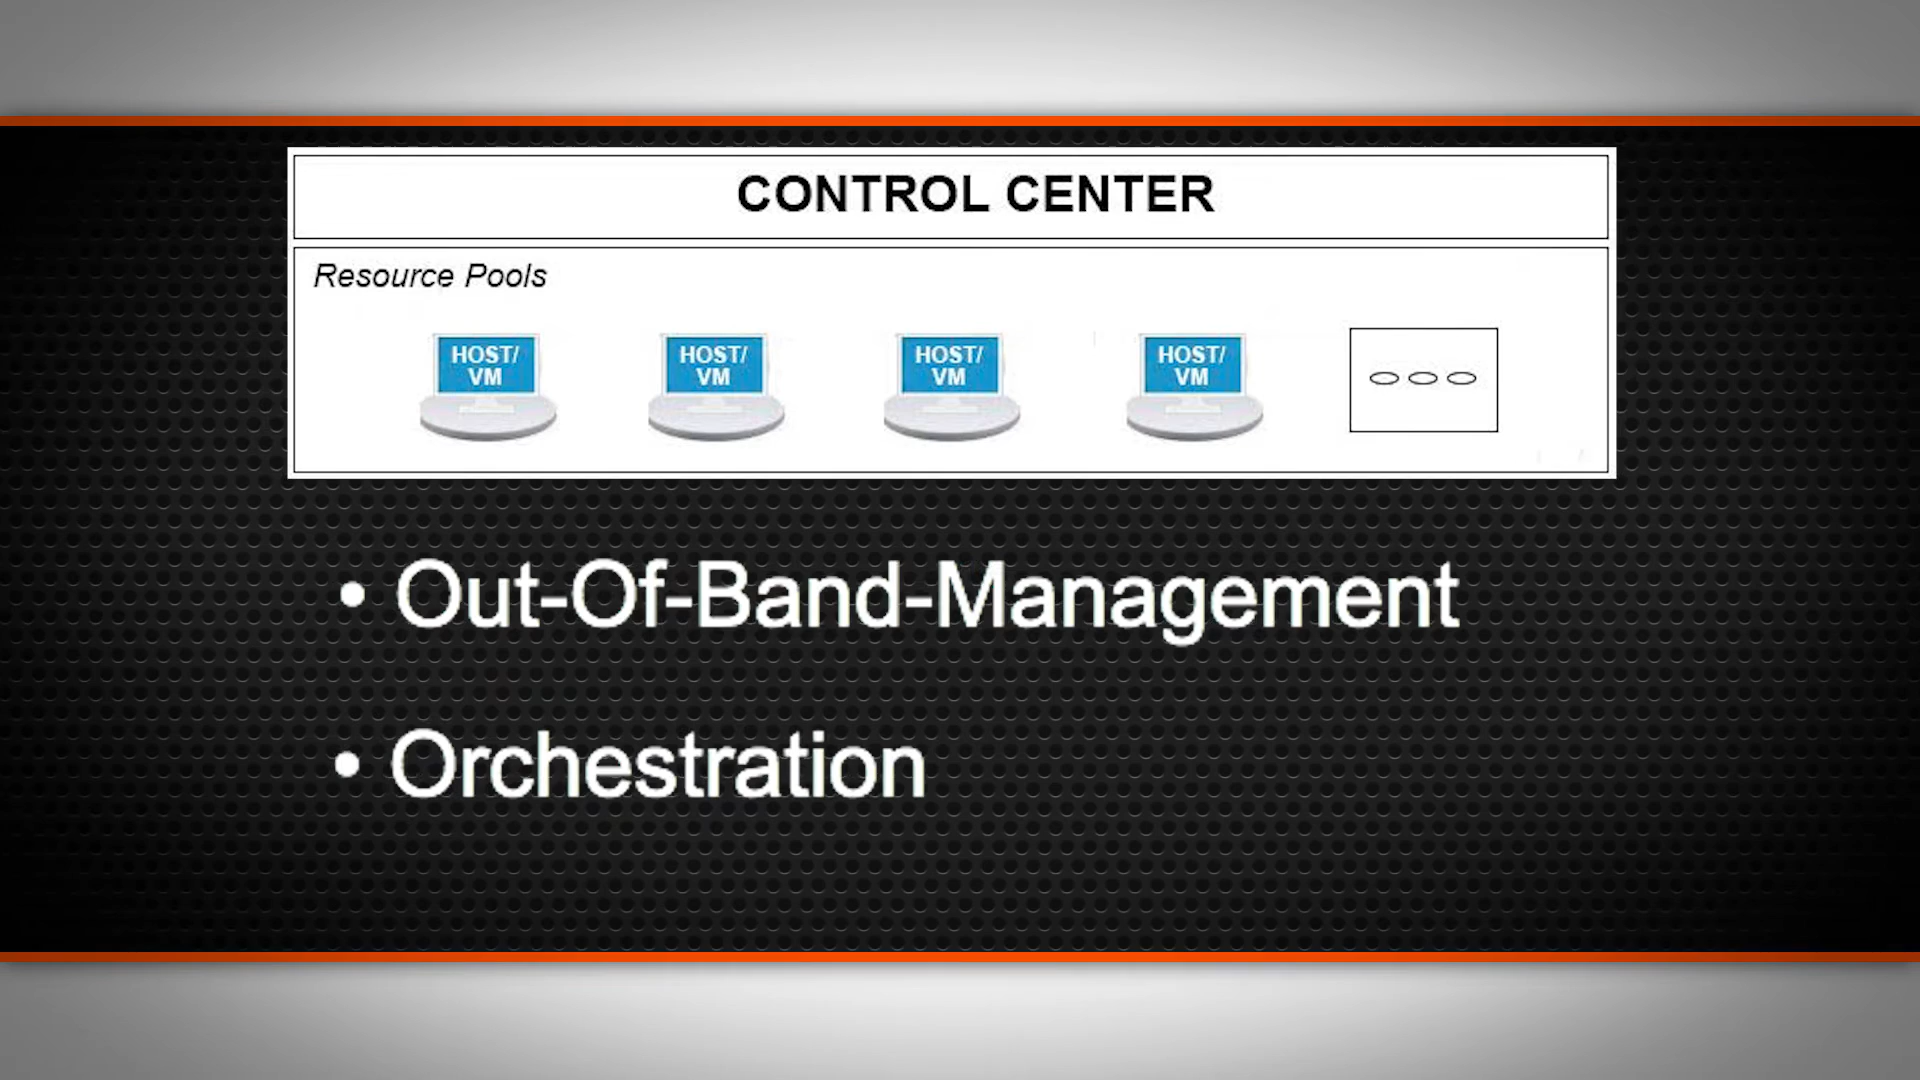 CONTROL CENTER
Resource Pools
HOST/
VM
HOST/
VM
HOST/
VM
HOST/
VM
• Out-Of-Band-Management
• Orchestration